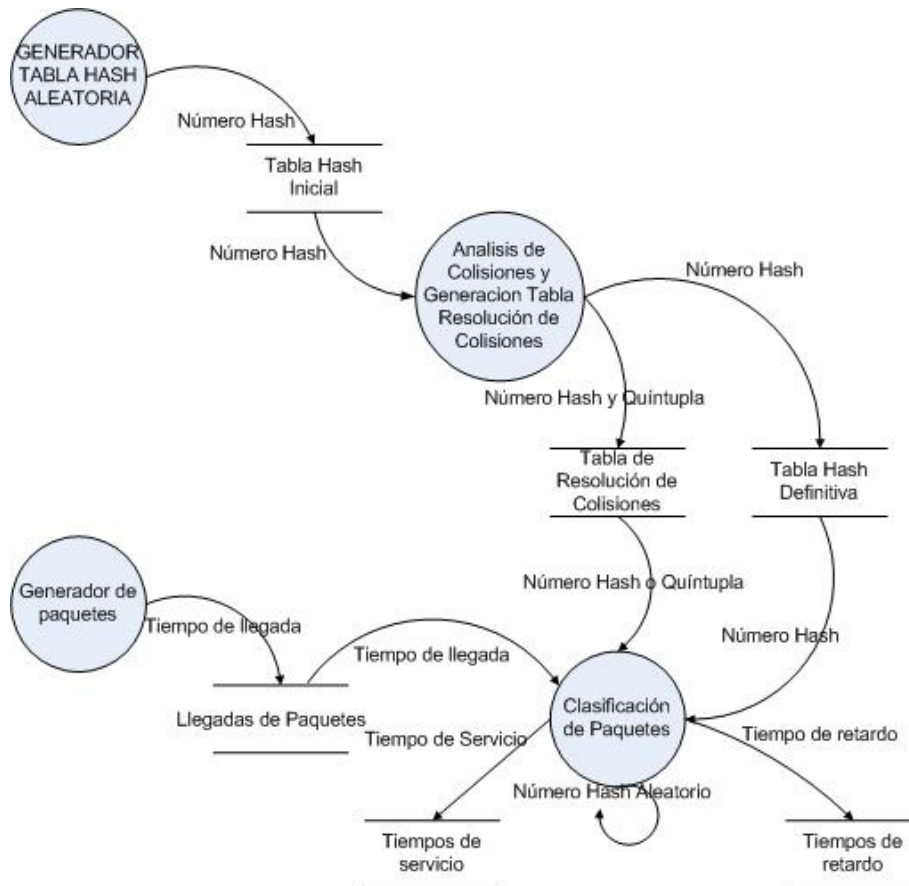 GENERADOR
TABLA HASH
ALEATORIA
Número Hash
Tabla Hash
Inicial
Número Hash
Analisis de
Colisiones y
Generacion Tabla
Resolución de
Colisiones
Número Hash
Número Hash y Quíntupla
Tabla de
Resolución de
Colisiones
Tabla Hash
Definitiva
Generador de
paquetes
Número Hash o Quíntupla
Tiempo de llegada
Número Hash
Tiempo de llegada
Llegadas de Paquetes
Clasificación
de Paquetes
Tiempo de Servicio
Tiempo de retardo
Número Hash Aleatorio
Tiempos de
servicio
Tiempos de
retardo